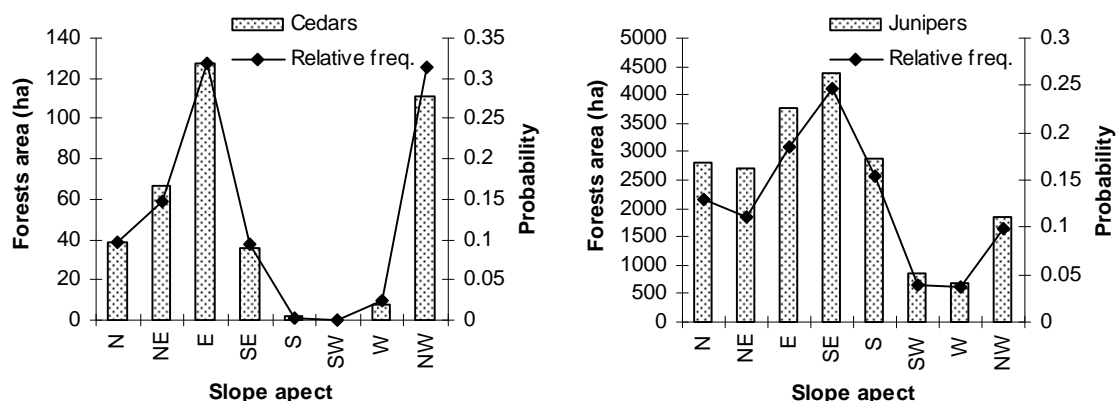 Cedars
Relative freq.
Forests area (ha)
140
120
100
80
60
40
20
0
0.35
0.3
0.25
0.2
0.15
0.1
0.05
0
Probability
N
NE
E
SE
S
SW
W
NW
Slope apect
Junipers
Relative freq.
Forests area (ha)
5000
4500
4000
3500
3000
2500
2000
1500
1000
500
0
0.3
0.25
0.2
0.15
0.1
0.05
0
Probability
N
NE
E
SE
S
SW
W
NW
Slope apect